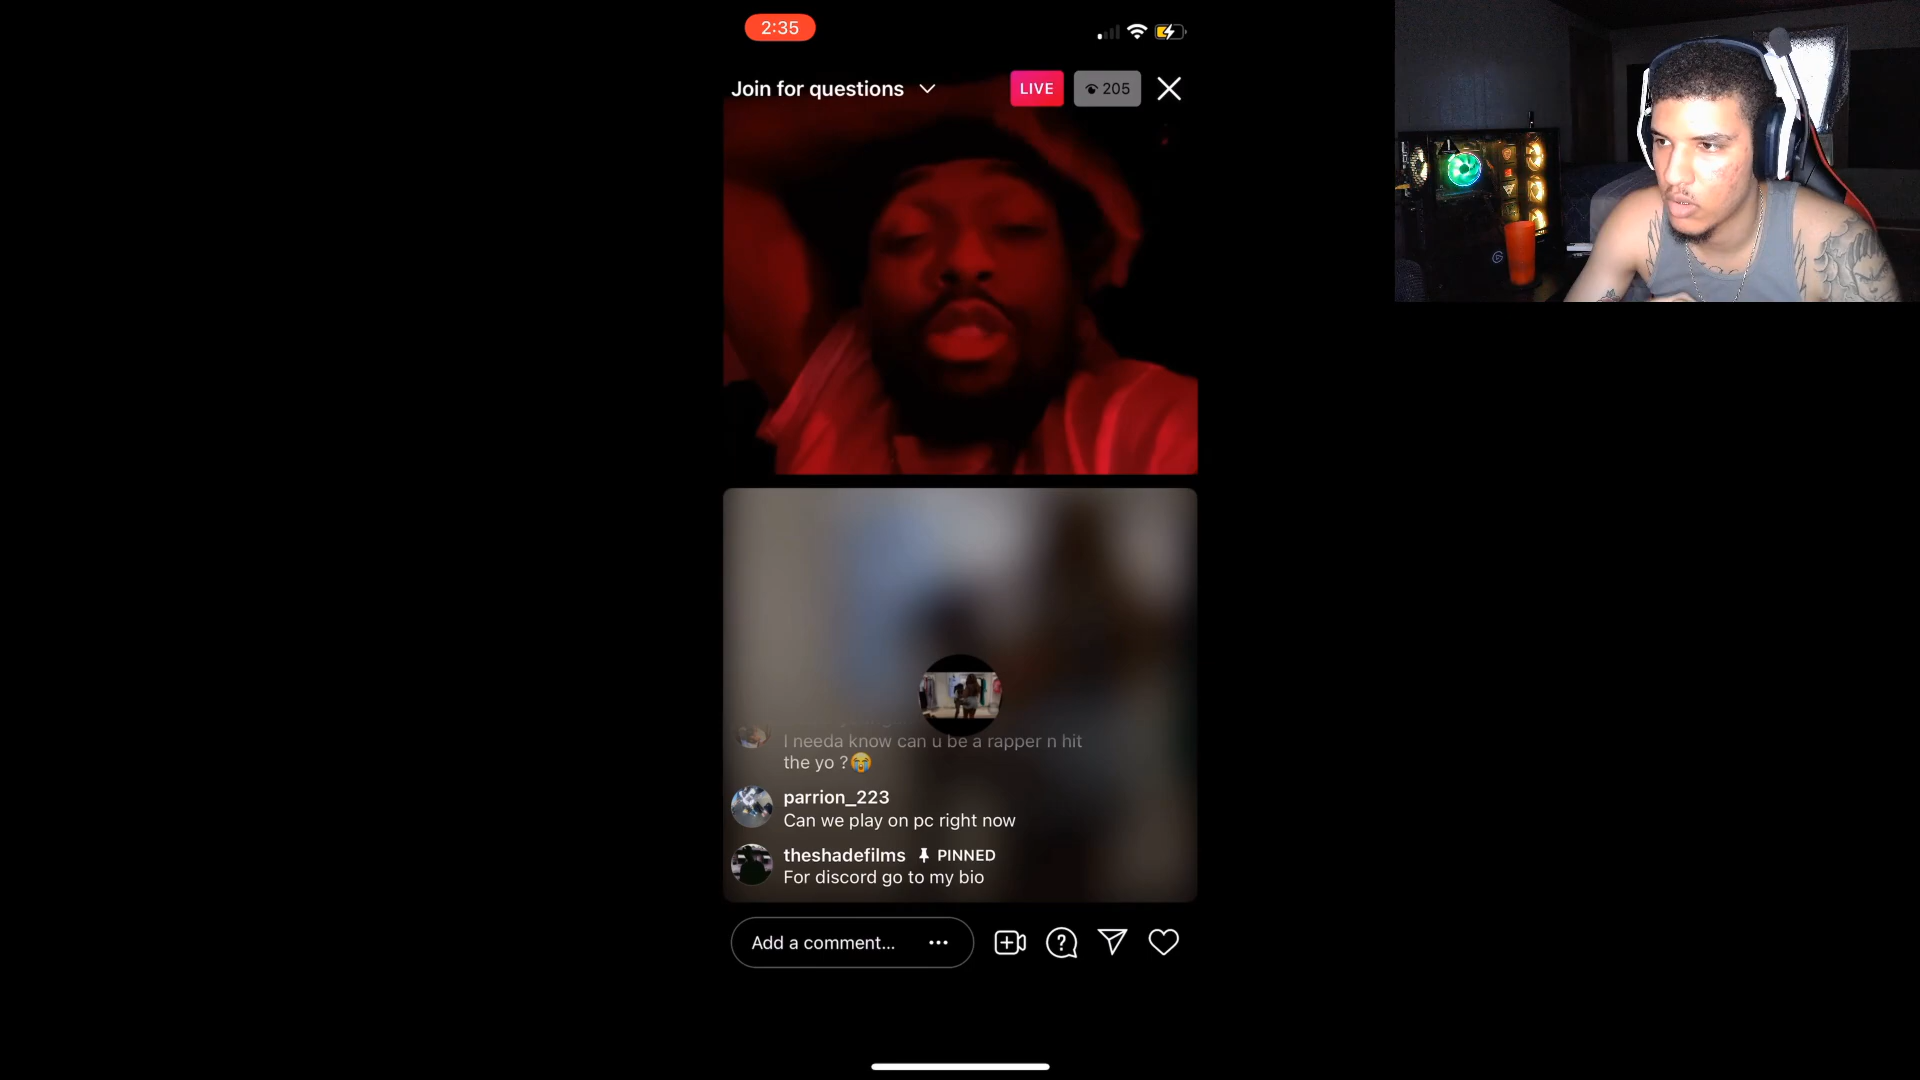 2:35
Join for questions
LIVE
205
I needa know can u be a rapper n hit
the yo ?😭
parrion_223
Can we play on pc right now
theshadefilms PINNED
For discord go to my bio
Add a comment...